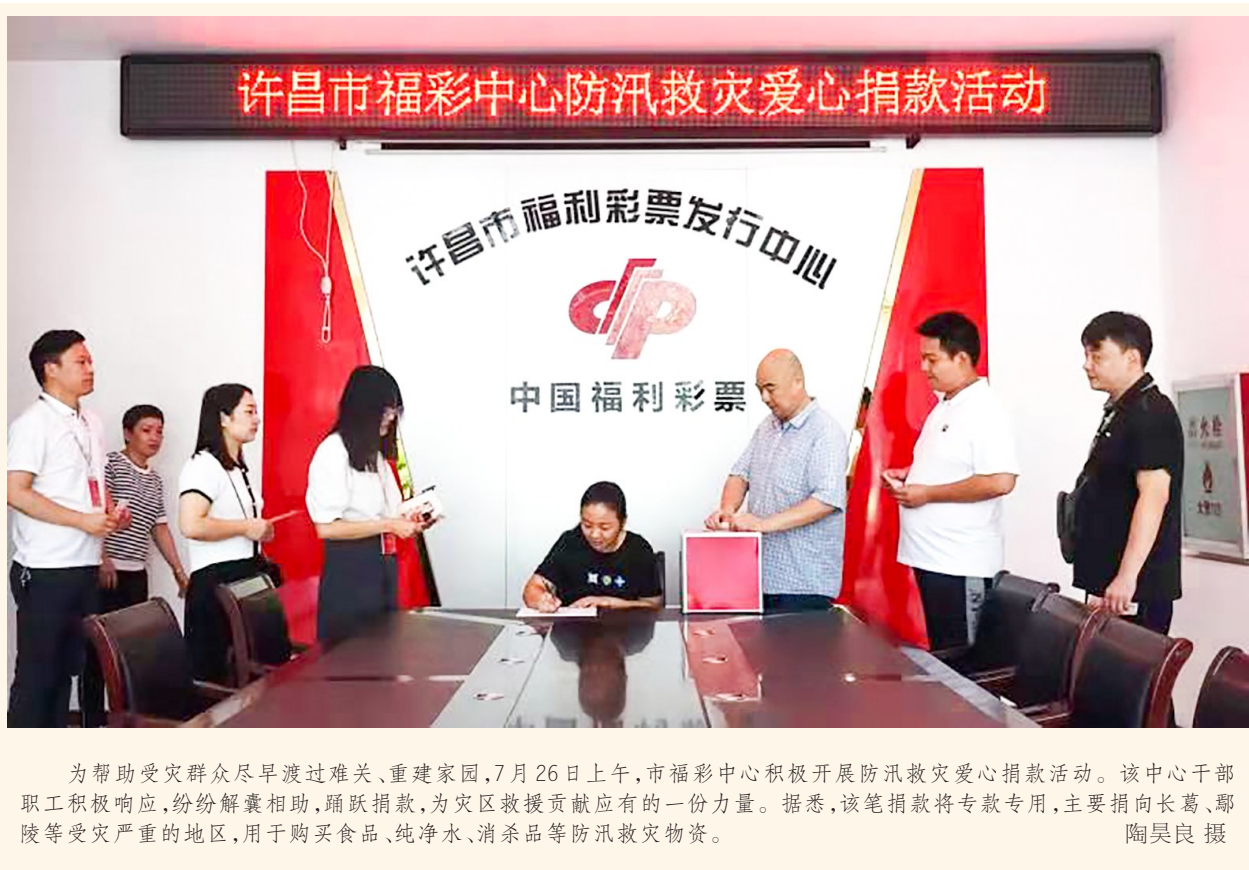 许昌市福彩中心防汛救灾爱心捐款活动
许昌市福利彩票发行中心
中国福利彩票
火栓
为帮助受灾群众尽早渡过难关、重建家园,7月26日上午,市福彩中心积极开展防汛救灾爱心捐款活动。该中心干部
职工积极响应,纷纷解囊相助,踊跃捐款,为灾区救援贡献应有的一份力量。据悉,该笔捐款将专款专用,主要捐向长葛、鄢
陵等受灾严重的地区,用于购买食品、纯净水、消杀品等防汛救灾物资。
陶昊良 摄